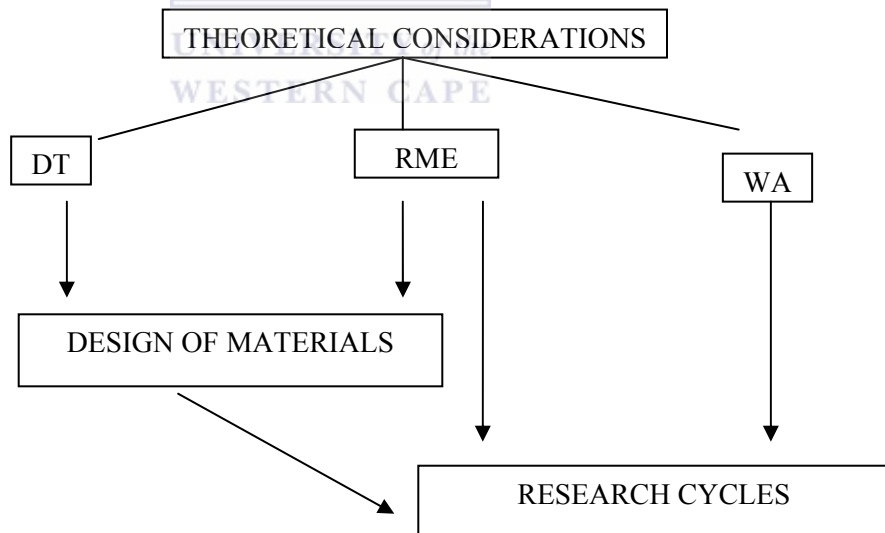 THEORETICAL CONSIDERATIONS
UNIVERSITY of the
WESTERN CAPE
DT
RME
WA
DESIGN OF MATERIALS
RESEARCH CYCLES